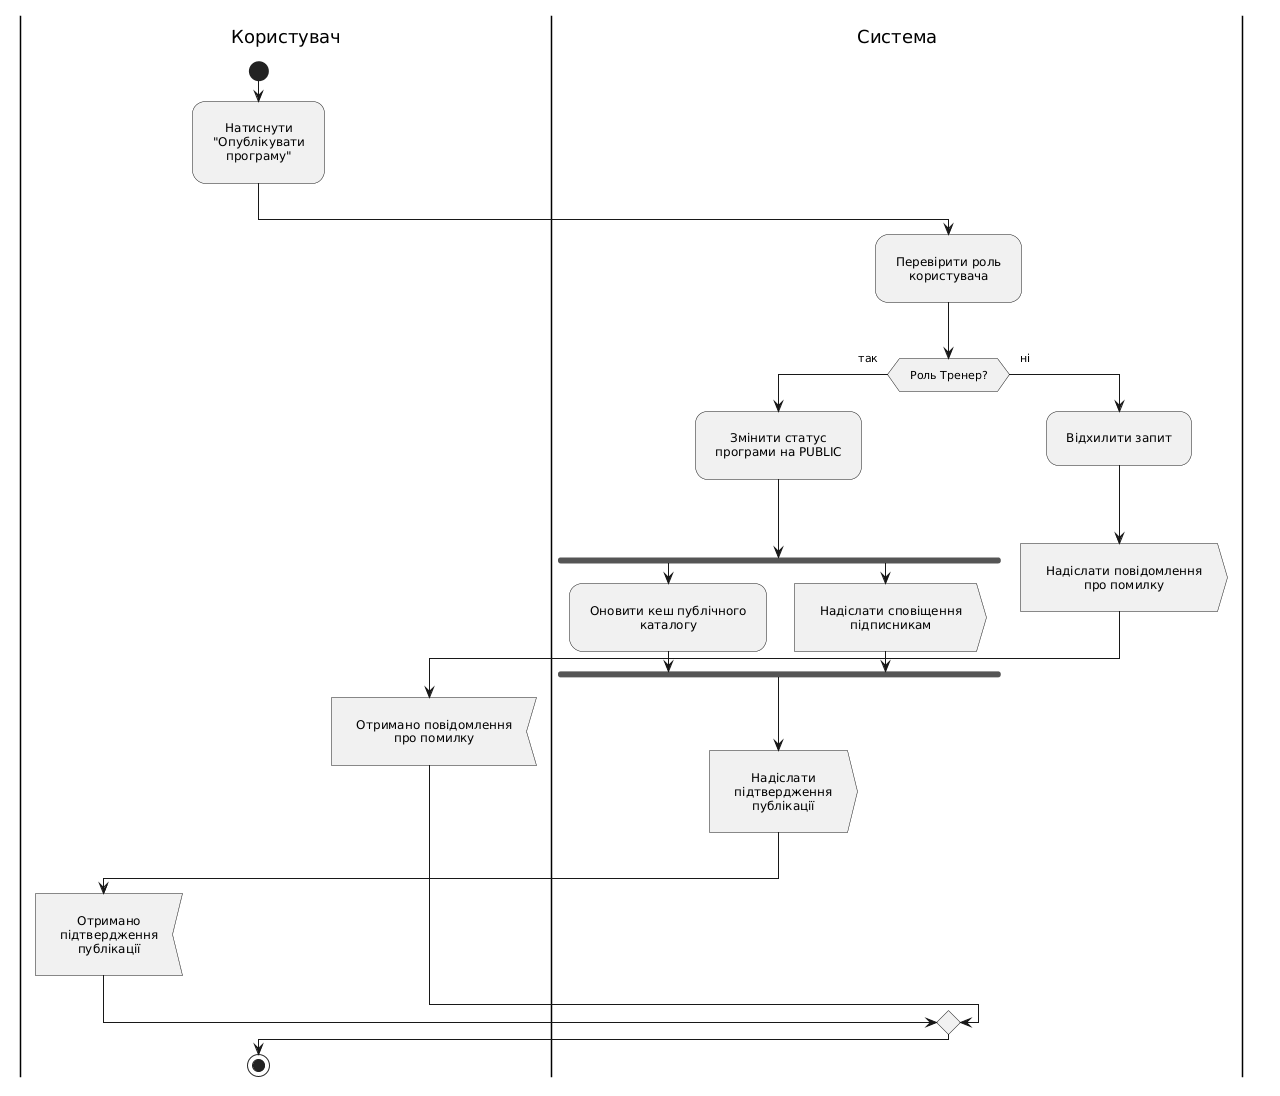 Користувач
Система
Натиснути
"Опублікувати
програму"
Перевірити роль
користувача
так
Роль Тренер?
ні
Змінити статус
програми на PUBLIC
Відхилити запит
Надіслати повідомлення
про помилку
Оновити кеш публічного
каталогу
Надіслати сповіщення
підписникам
Отримано повідомлення
про помилку
Надіслати
підтвердження
публікації
Отримано
підтвердження
публікації